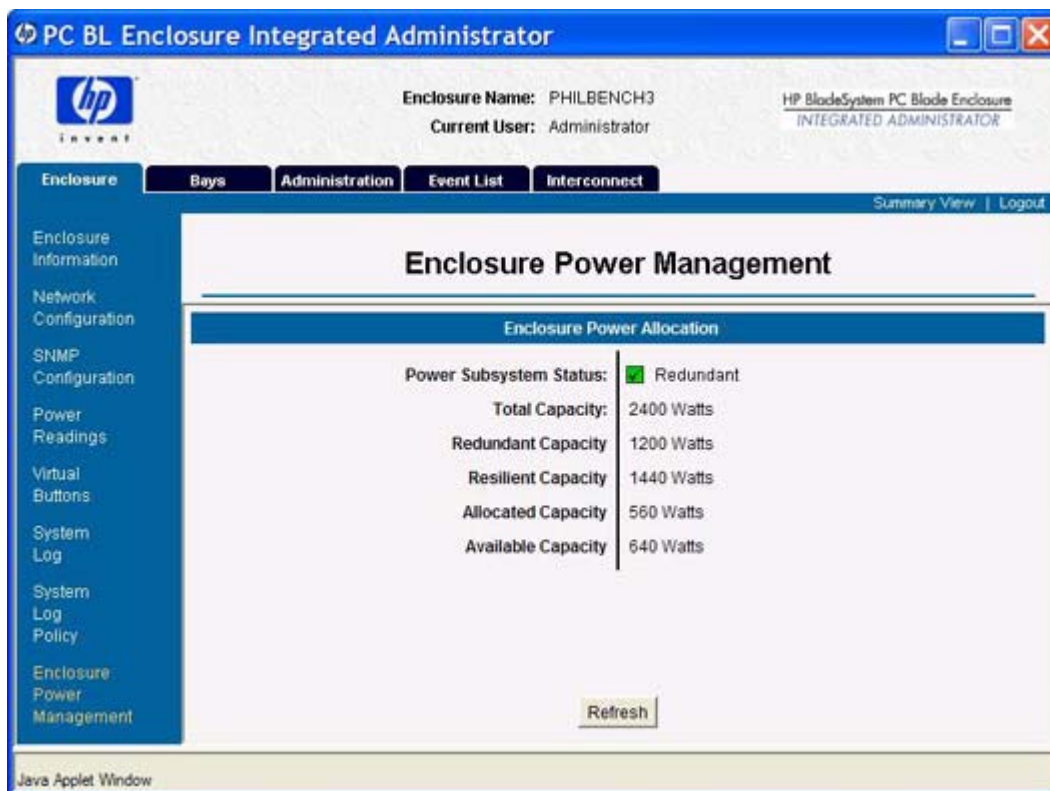 PC BL Enclosure Integrated Administrator
hp
invent
Enclosure Name: PHILBENCH3
Current User: Administrator
HP BladeSystem PC Blade Enclosure
INTEGRATED ADMINISTRATOR
Enclosure Bays Administration Event List Interconnect
Summary View | Logout
Enclosure
Information
Network
Configuration
SNMP
Configuration
Power
Readings
Virtual
Buttons
System
Log
System
Log
Policy
Enclosure
Power
Management
Enclosure Power Management
Enclosure Power Allocation
Power Subsystem Status: Redundant
Total Capacity: 2400 Watts
Redundant Capacity 1200 Watts
Resilient Capacity 1440 Watts
Allocated Capacity 560 Watts
Available Capacity 640 Watts
Refresh
Java Applet Window